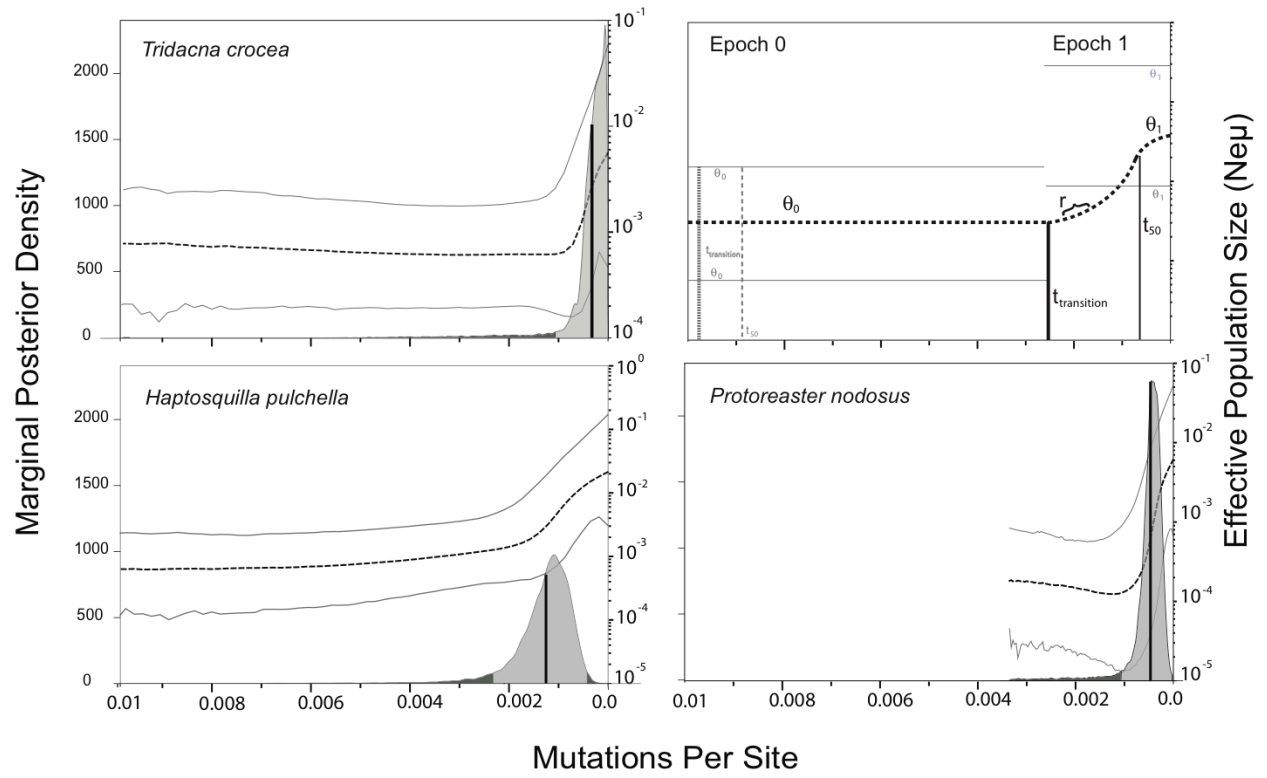 Marginal Posterior Density
Effective Population Size (Neμ)
Mutations Per Site
Tridacna crocea
2000
1500
1000
500
0
10-1
10-2
10-3
10-4
Epoch 0
Epoch 1
θ1
θ1
θ0
θ0
r
θ1
t50
ttransition
θ0
ttransition
t50
Haptosquilla pulchella
2000
1500
1000
500
0
100
10-1
10-2
10-3
10-4
10-5
0.01
0.008
0.006
0.004
0.002
0.0
Protoreaster nodosus
10-1
10-2
10-3
10-4
10-5
0.01
0.008
0.006
0.004
0.002
0.0